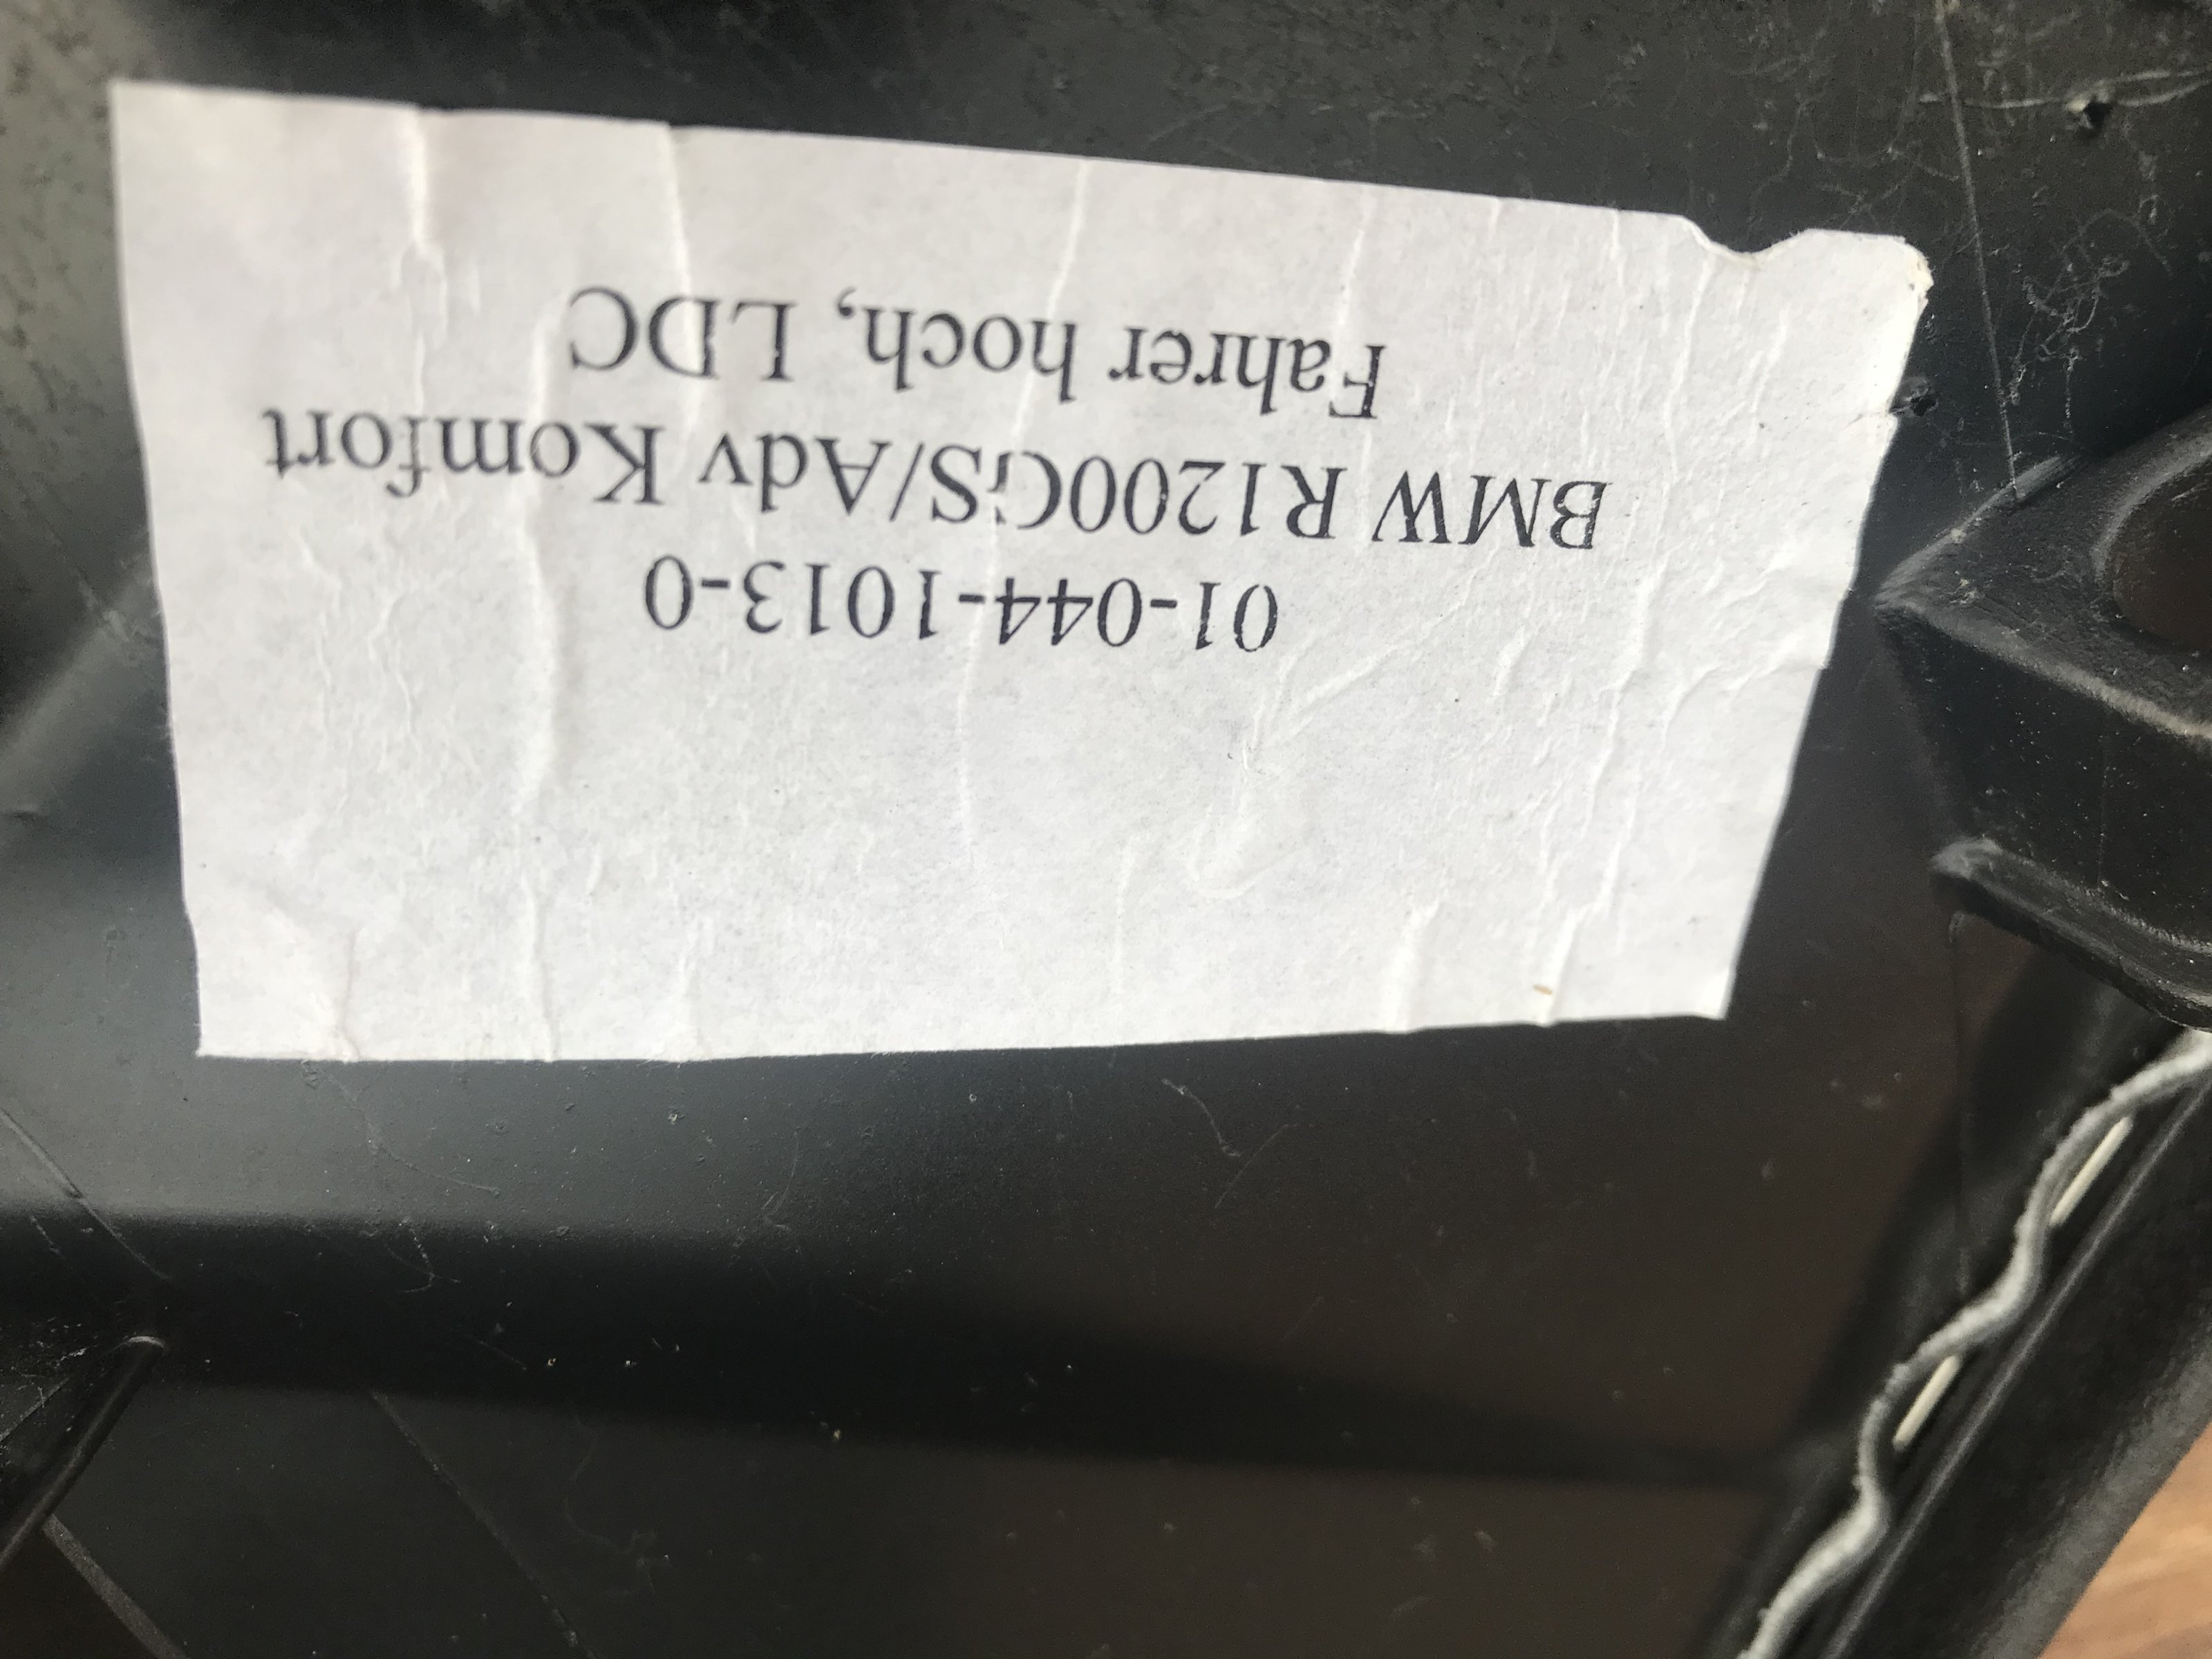 01-044-1013-0
BMW R1200GS/Adv Komfort
Fahrer hoch, LDC